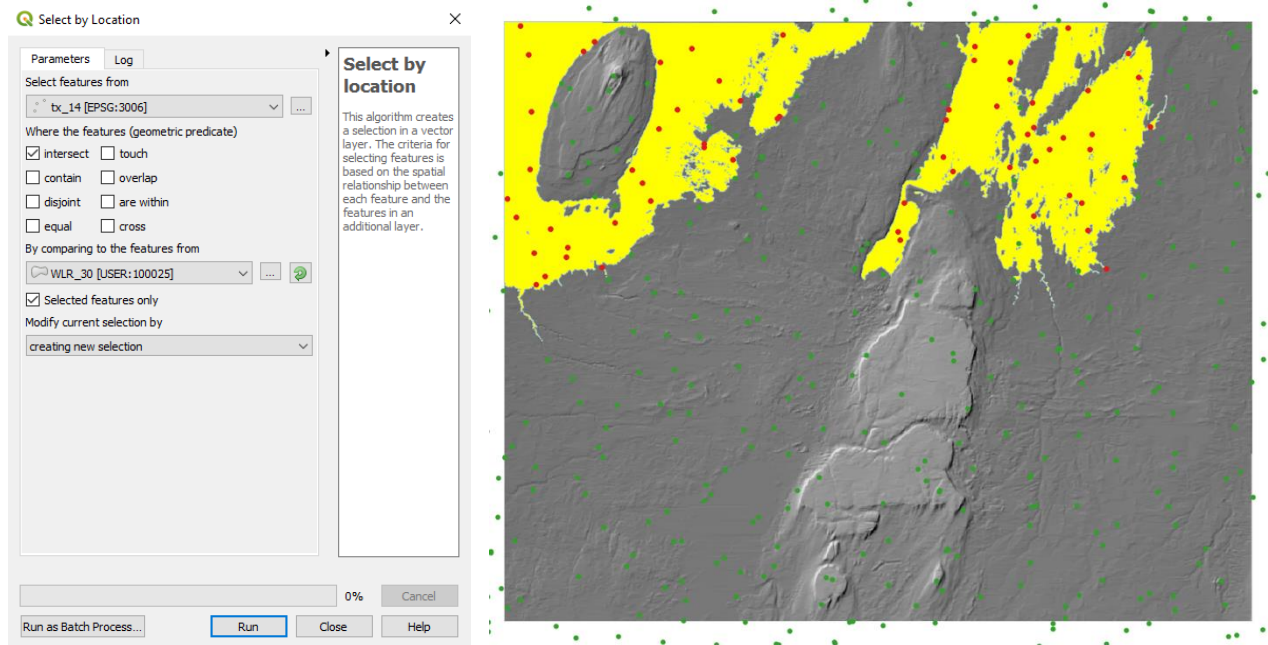 Select by Location
Parameters Log
Select features from
tx_14 [EPSG:3006]
...
Where the features (geometric predicate)
intersect touch
contain overlap
disjoint are within
equal cross
By comparing to the features from
WLR_30 [USER:100025]
...
Selected features only
Modify current selection by
creating new selection
Select by
location
This algorithm creates
a selection in a vector
layer. The criteria for
selecting features is
based on the spatial
relationship between
each feature and the
features in an
additional layer.
0%
Cancel
Run as Batch Process...
Run
Close
Help